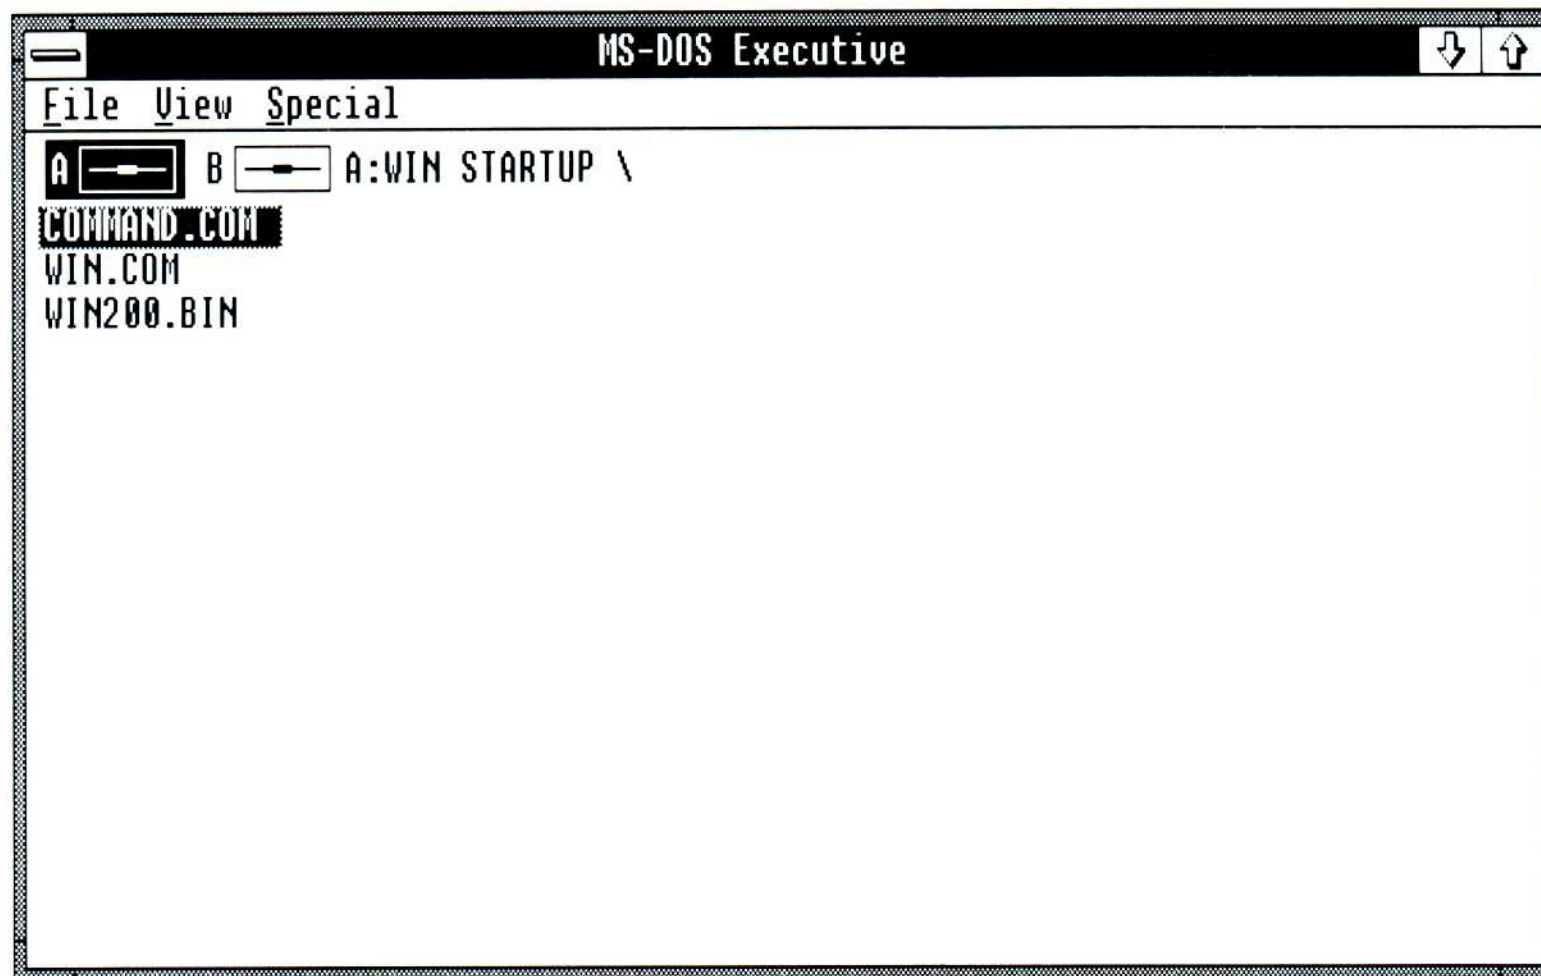 MS-DOS Executive
File View Special
A B A:WIN STARTUP \
COMMAND.COM
WIN.COM
WIN200.BIN